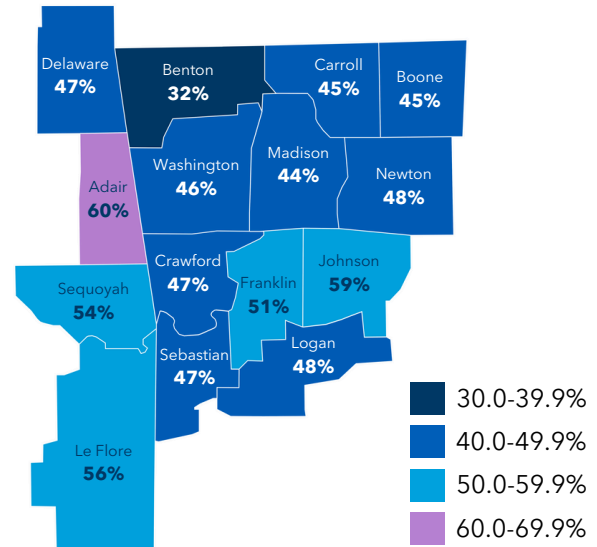 Delaware
47%
Benton
32%
Carroll
45%
Boone
45%
Washington
46%
Madison
44%
Newton
48%
Adair
60%
Crawford
47%
Franklin
51%
Johnson
59%
Sequoyah
54%
Sebastian
47%
Logan
48%
Le Flore
56%
30.0-39.9%
40.0-49.9%
50.0-59.9%
60.0-69.9%